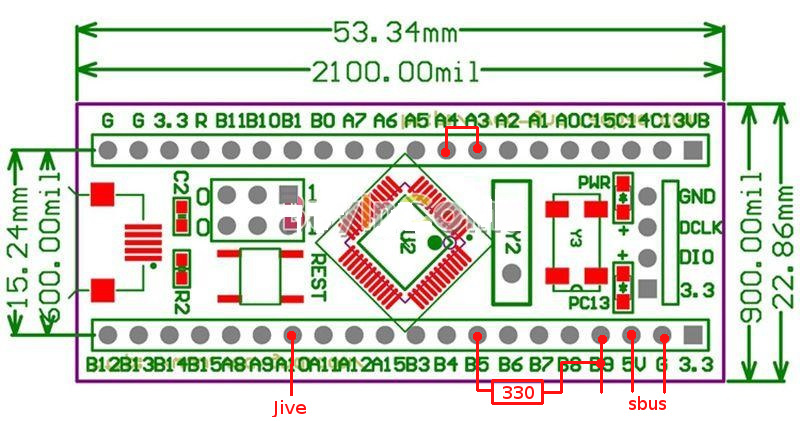 53.34mm
2100.00mil
G G 3.3 R B11 B10 B1 B0 A7 A6 A5 A4 A3 A2 A1 A0 C15 C14 C13 VB
15.24mm
600.00mil
C2
0
1
0
1
R2
REST
U2
Y2
Y3
PWR
PC13
GND
DCLK
DIO
3.3
900.00mil
22.86mm
B12 B13 B14 B15 A8 A9 A10 A11 A12 A15 B3 B4 B5 B6 B7 B8 B9 5V G 3.3
330
Jive
sbus